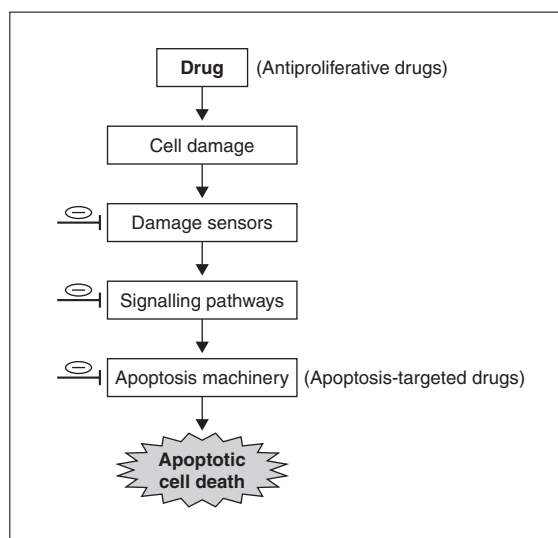 Drug (Antiproliferative drugs)
Cell damage
Damage sensors
Signalling pathways
Apoptosis machinery (Apoptosis-targeted drugs)
Apoptotic
cell death